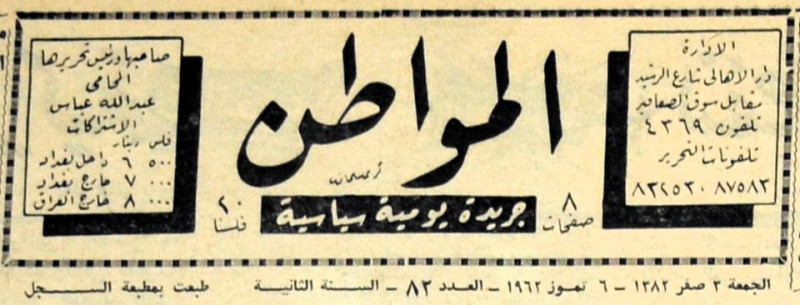 الادارة
دار الاهالي شارع الرشيد
مقابل سوق الصفافير
تلفون ٤٣٦٩
تلفونات التحرير
٨٧٥٨٣ ٨٣٢٥٣٠
المواطن
٨ صفحات
جريدة يومية سياسية
٢٠ فلسا
صاحبها ورئيس تحريرها
المحامي
عبدالله عباس
الاشتراكات
فلس دينار
٥٠٠ ٦ داخل بغداد
٠٠٠ ٧ خارج بغداد
٠٠٠ ٨ خارج العراق
الجمعة ٣ صفر ١٣٨٢ – ٦ تموز ١٩٦٢ – العدد ٨٢ – السنة الثانية طبعت بمطبعة السجل